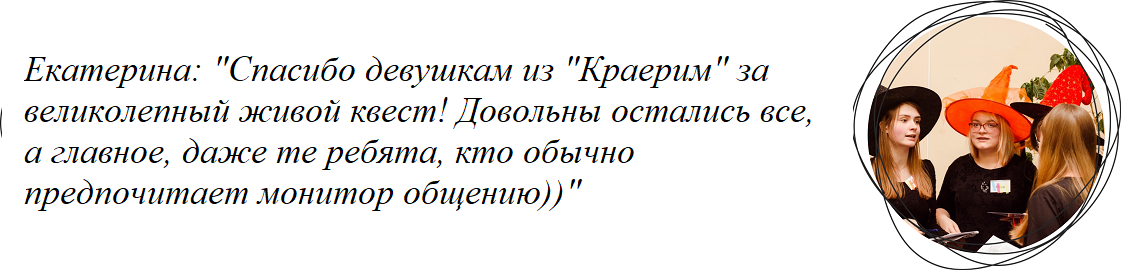 Екатерина: "Спасибо девушкам из "Краерим" за
великолепный живой квест! Довольны остались все,
а главное, даже те ребята, кто обычно
предпочитает монитор общению))"